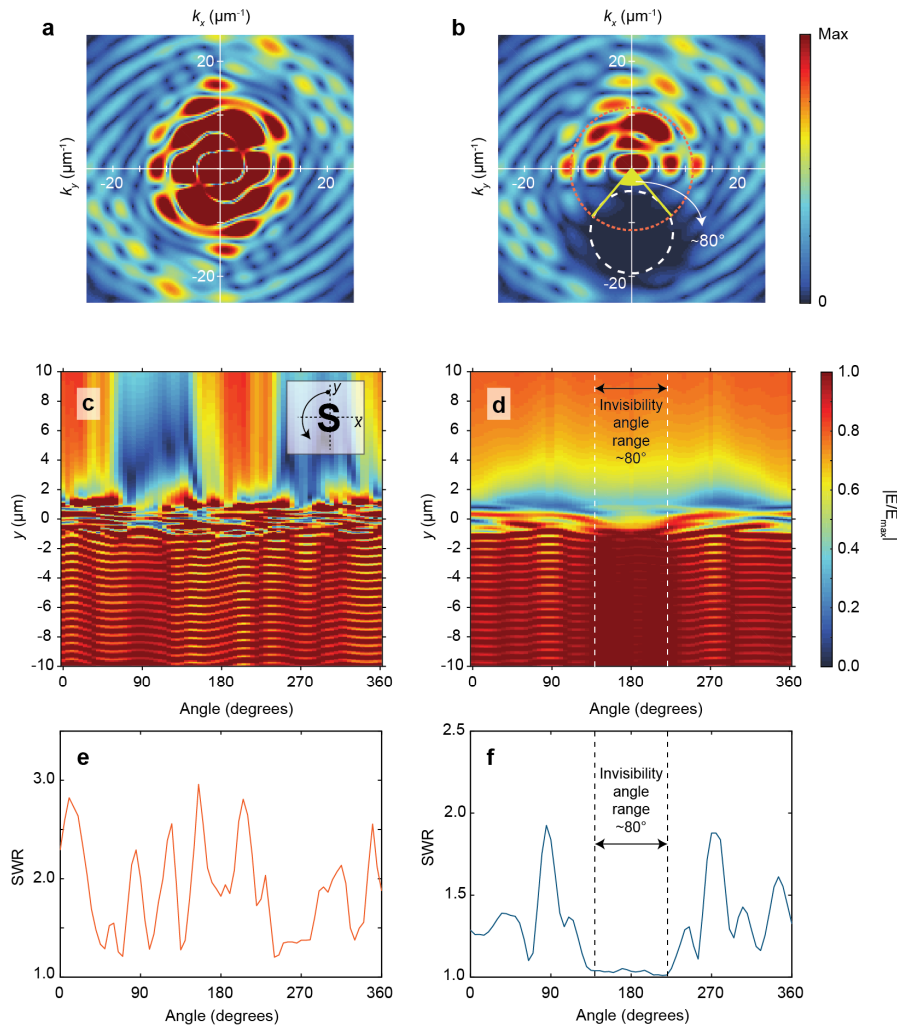 kx (µm-1)
kx (µm-1)
a
b
Max
20
20
ky (µm-1)
ky (µm-1)
-20
20
-20
20
~80°
-20
-20
0
10
8
6
4
2
0
-2
-4
-6
-8
-10
y (µm)
c
y
S
x
0
90
180
270
360
Angle (degrees)
10
8
6
4
2
0
-2
-4
-6
-8
-10
y (µm)
d
Invisibility
angle
range
~80°
0
90
180
270
360
Angle (degrees)
1.0
0.8
0.6
0.4
0.2
0.0
|E/Emax|
e
3.0
2.0
1.0
SWR
0
90
180
270
360
Angle (degrees)
2.5
2.0
1.5
1.0
SWR
f
Invisibility
angle
range
~80°
0
90
180
270
360
Angle (degrees)